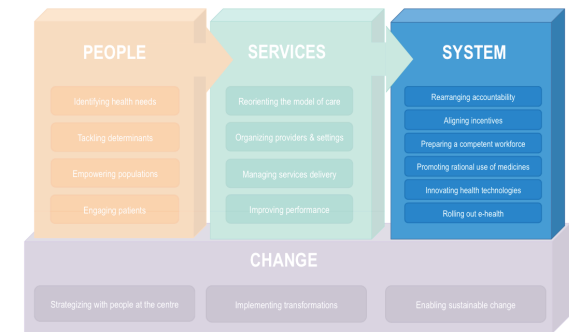 PEOPLE
Identifying health needs
Tackling determinants
Empowering populations
Engaging patients
SERVICES
Reorienting the model of care
Organizing providers & settings
Managing services delivery
Improving performance
SYSTEM
Rearranging accountability
Aligning incentives
Preparing a competent workforce
Promoting rational use of medicines
Innovating health technologies
Rolling out e-health
CHANGE
Strategizing with people at the centre
Implementing transformations
Enabling sustainable change